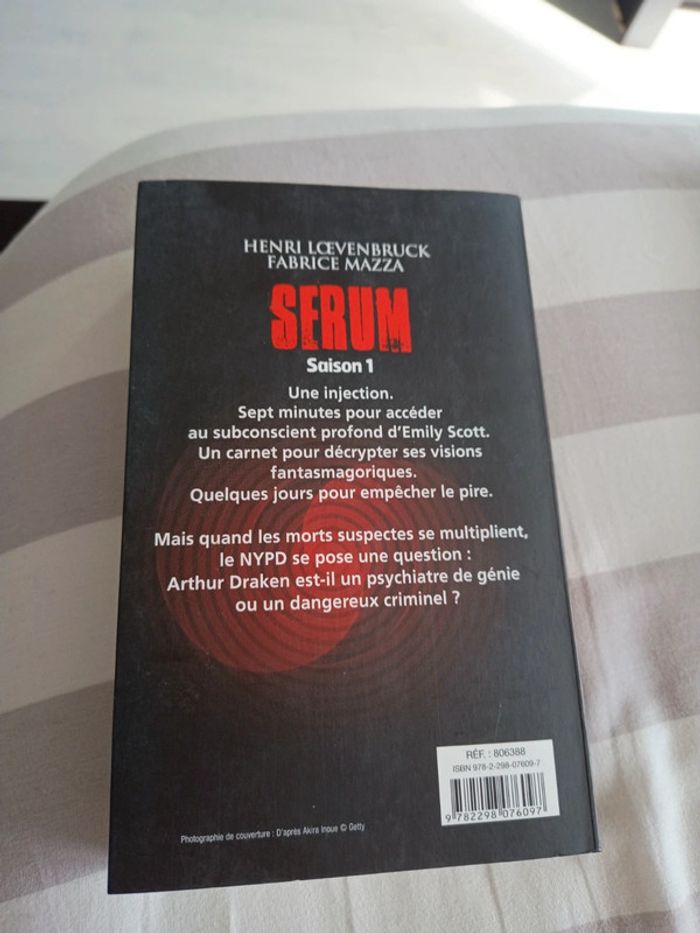 HENRI LŒVENBRUCK
FABRICE MAZZA
SERUM
Saison 1
Une injection.
Sept minutes pour accéder
au subconscient profond d'Emily Scott.
Un carnet pour décrypter ses visions
fantasmagoriques.
Quelques jours pour empêcher le pire.
Mais quand les morts suspectes se multiplient,
le NYPD se pose une question :
Arthur Draken est-il un psychiatre de génie
ou un dangereux criminel ?
RÉF. : 806388
ISBN 978-2-298-07609-7
9 782298 076097
Photographie de couverture : D'après Akira Inoue © Getty